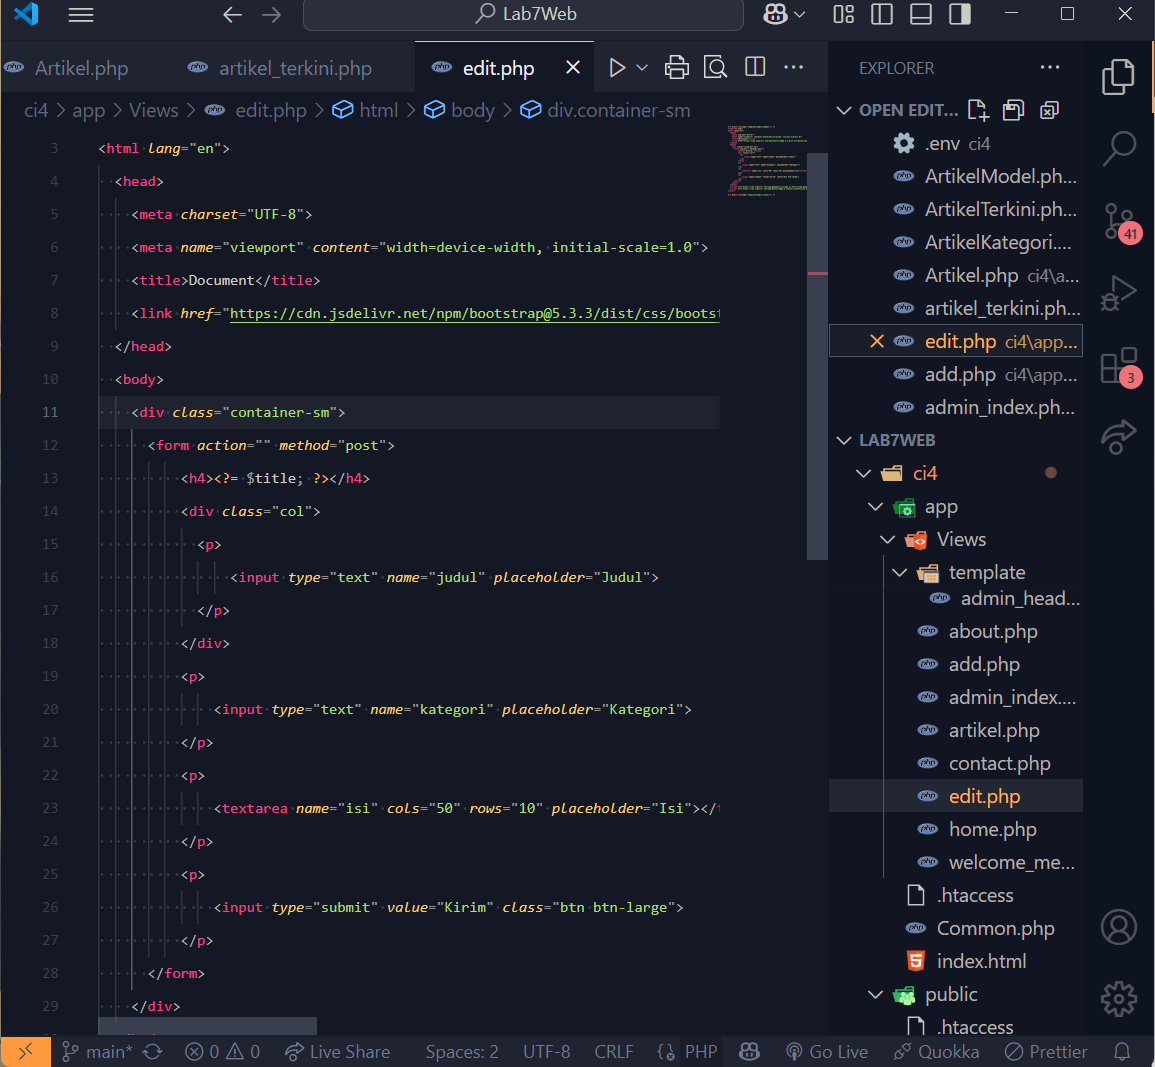 Lab7Web
Artikel.php
artikel_terkini.php
edit.php
ci4 > app > Views > edit.php > html > body > div.container-sm
3 <html lang="en">
4 <head>
5 <meta charset="UTF-8">
6 <meta name="viewport" content="width=device-width, initial-scale=1.0">
7 <title>Document</title>
8 <link href="https://cdn.jsdelivr.net/npm/bootstrap@5.3.3/dist/css/boots
9 </head>
10 <body>
11 <div class="container-sm">
12 <form action="" method="post">
13 <h4><?= $title; ?></h4>
14 <div class="col">
15 <p>
16 <input type="text" name="judul" placeholder="Judul">
17 </p>
18 </div>
19 <p>
20 <input type="text" name="kategori" placeholder="Kategori">
21 </p>
22 <p>
23 <textarea name="isi" cols="50" rows="10" placeholder="Isi"></
24 </p>
25 <p>
26 <input type="submit" value="Kirim" class="btn btn-large">
27 </p>
28 </form>
29 </div>
EXPLORER
OPEN EDIT...
.env ci4
ArtikelModel.ph...
ArtikelTerkini.ph...
ArtikelKategori....
Artikel.php ci4\a...
artikel_terkini.ph...
edit.php ci4\app...
add.php ci4\app...
admin_index.ph...
LAB7WEB
ci4
app
Views
template
admin_head...
about.php
add.php
admin_index....
artikel.php
contact.php
edit.php
home.php
welcome_me...
.htaccess
Common.php
index.html
public
.htaccess
41
3
main* 0 0 Live Share Spaces: 2 UTF-8 CRLF PHP Go Live Quokka Prettier